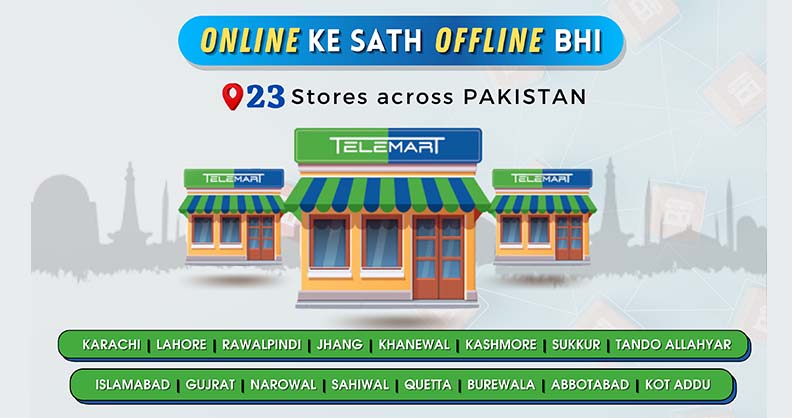 ONLINE KE SATH OFFLINE BHI
23 Stores across PAKISTAN
TELEMART
TELEMART TELEMART
KARACHI | LAHORE | RAWALPINDI | JHANG | KHANEWAL | KASHMORE | SUKKUR | TANDO ALLAHYAR
ISLAMABAD | GUJRAT | NAROWAL | SAHIWAL | QUETTA | BUREWALA | ABBOTABAD | KOT ADDU